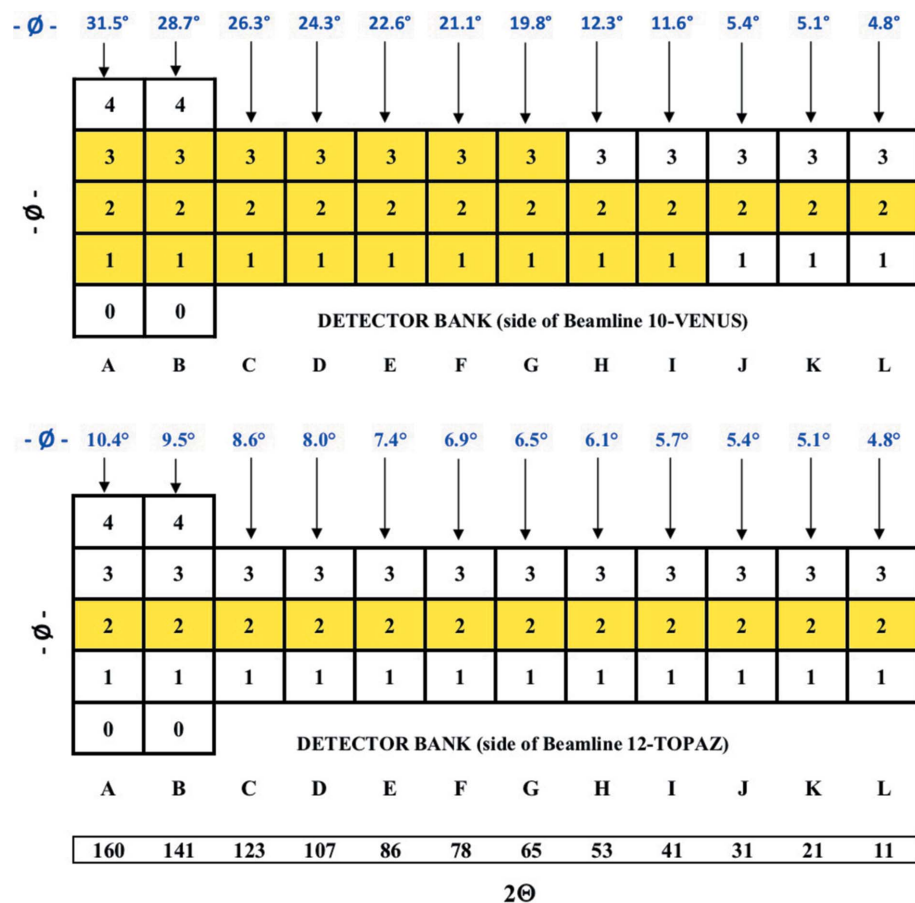 - Ø - 31.5° 28.7° 26.3° 24.3° 22.6° 21.1° 19.8° 12.3° 11.6° 5.4° 5.1° 4.8°
4 4
3 3 3 3 3 3 3 3 3 3 3 3
- Ø -
2 2 2 2 2 2 2 2 2 2 2 2
1 1 1 1 1 1 1 1 1 1 1 1
0 0
DETECTOR BANK (side of Beamline 10-VENUS)
A B C D E F G H I J K L
- Ø - 10.4° 9.5° 8.6° 8.0° 7.4° 6.9° 6.5° 6.1° 5.7° 5.4° 5.1° 4.8°
4 4
3 3 3 3 3 3 3 3 3 3 3 3
- Ø -
2 2 2 2 2 2 2 2 2 2 2 2
1 1 1 1 1 1 1 1 1 1 1 1
0 0
DETECTOR BANK (side of Beamline 12-TOPAZ)
A B C D E F G H I J K L
160 141 123 107 86 78 65 53 41 31 21 11
2Θ